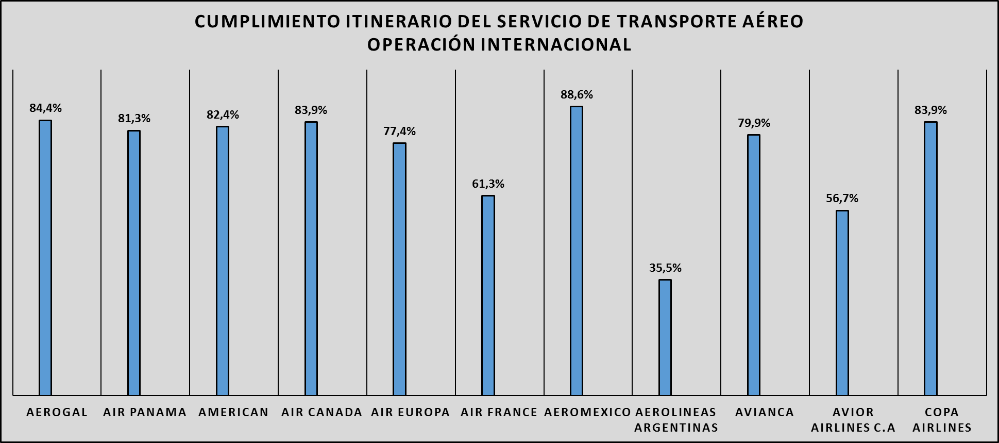 CUMPLIMIENTO ITINERARIO DEL SERVICIO DE TRANSPORTE AÉREO
OPERACIÓN INTERNACIONAL
84,4%
81,3%
82,4%
83,9%
77,4%
61,3%
88,6%
35,5%
79,9%
56,7%
83,9%
AEROGAL
AIR PANAMA
AMERICAN
AIR CANADA
AIR EUROPA
AIR FRANCE
AEROMEXICO
AEROLINEAS
ARGENTINAS
AVIANCA
AVIOR
AIRLINES C.A
COPA
AIRLINES